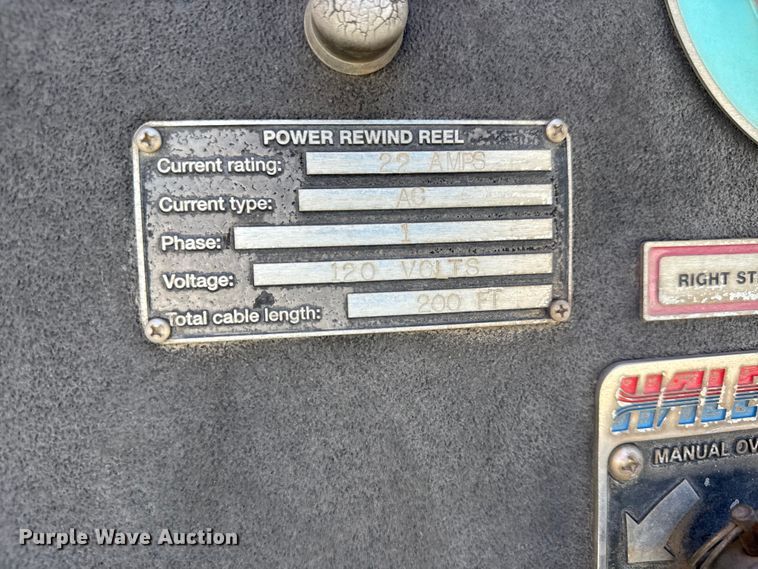 POWER REWIND REEL
Current rating: 22 AMPS
Current type: AC
Phase: 1
Voltage: 120 VOLTS
Total cable length: 200 FT
RIGHT ST
HALE
MANUAL OV
Purple Wave Auction